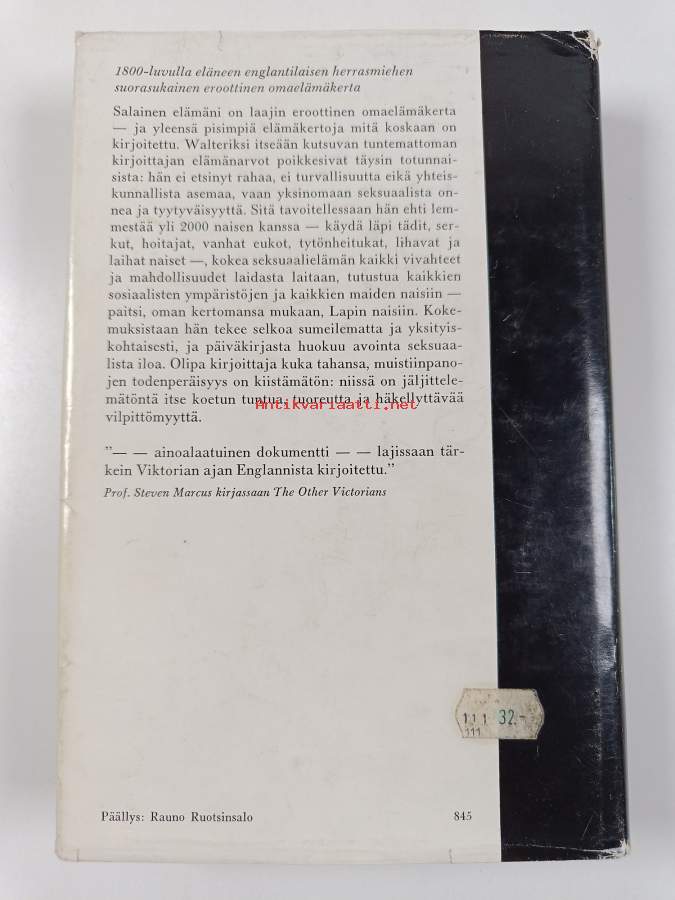 1800-luvulla eläneen englantilaisen herrasmiehen
suorasukainen eroottinen omaelämäkerta
Salainen elämäni on laajin eroottinen omaelämäkerta
— ja yleensä pisimpiä elämäkertoja mitä koskaan on
kirjoitettu. Walteriksi itseään kutsuvan tuntemattoman
kirjoittajan elämänarvot poikkesivat täysin totunnai-
sista: hän ei etsinyt rahaa, ei turvallisuutta eikä yhteis-
kunnallista asemaa, vaan yksinomaan seksuaalista on-
nea ja tyytyväisyyttä. Sitä tavoitellessaan hän ehti lem-
mestää yli 2000 naisen kanssa — käydä läpi tädit, ser-
kut, hoitajat, vanhat eukot, tytönheitukat, lihavat ja
laihat naiset —, kokea seksuaalielämän kaikki vivahteet
ja mahdollisuudet laidasta laitaan, tutustua kaikkien
sosiaalisten ympäristöjen ja kaikkien maiden naisiin —
paitsi, oman kertomansa mukaan, Lapin naisiin. Koke-
muksistaan hän tekee selkoa sumeilematta ja yksityis-
kohtaisesti, ja päiväkirjasta huokuu avointa seksuaa-
lista iloa. Olipa kirjoittaja kuka tahansa, muistiinpano-
jen todenperäisyys on kiistämätön: niissä on jäljittele-
mätöntä itse koetun tuntua, tuoreutta ja häkellyttävää
Antikvariaatti.net
vilpittömyyttä.
"— — ainoalaatuinen dokumentti — — lajissaan tär-
kein Viktorian ajan Englannista kirjoitettu."
Prof. Steven Marcus kirjassaan The Other Victorians
111 32.-
111
Päällys: Rauno Ruotsinsalo 845